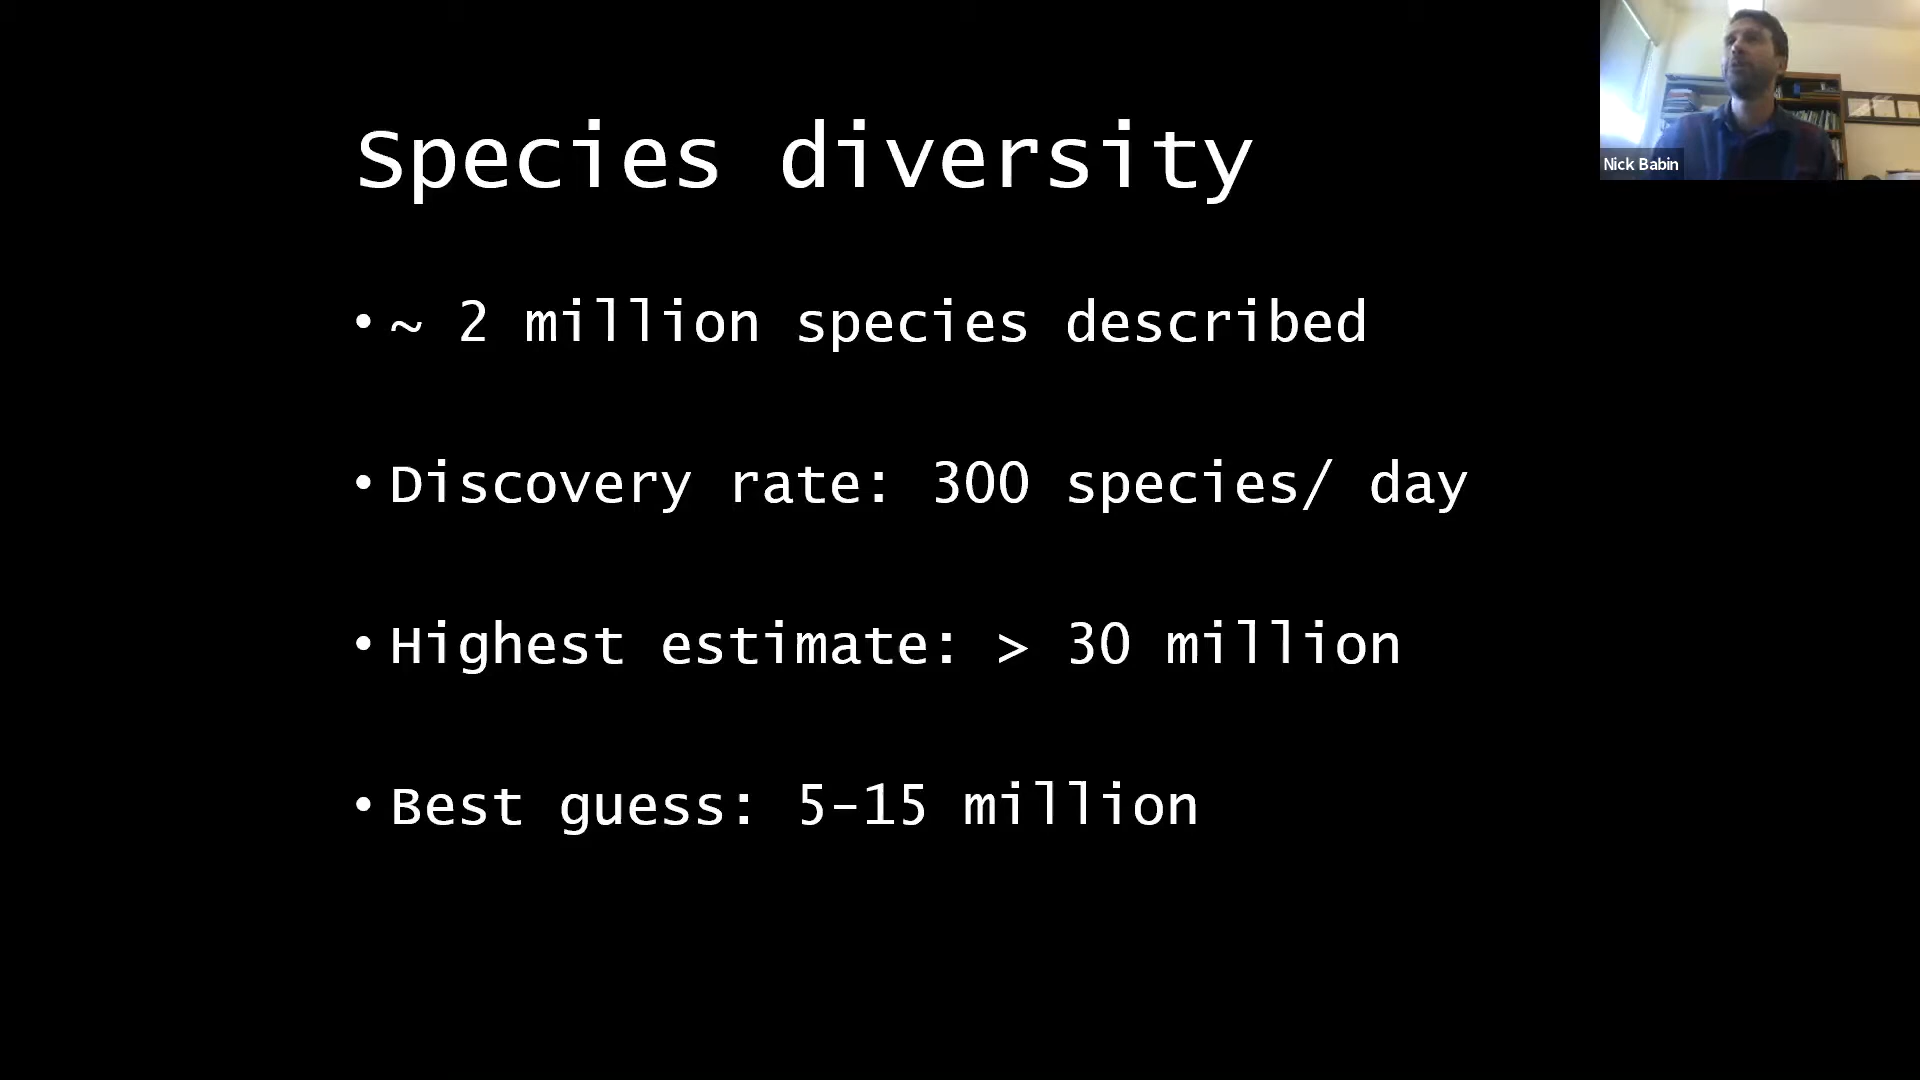 Species diversity
• ~ 2 million species described
• Discovery rate: 300 species/ day
• Highest estimate: > 30 million
• Best guess: 5-15 million
Nick Babin